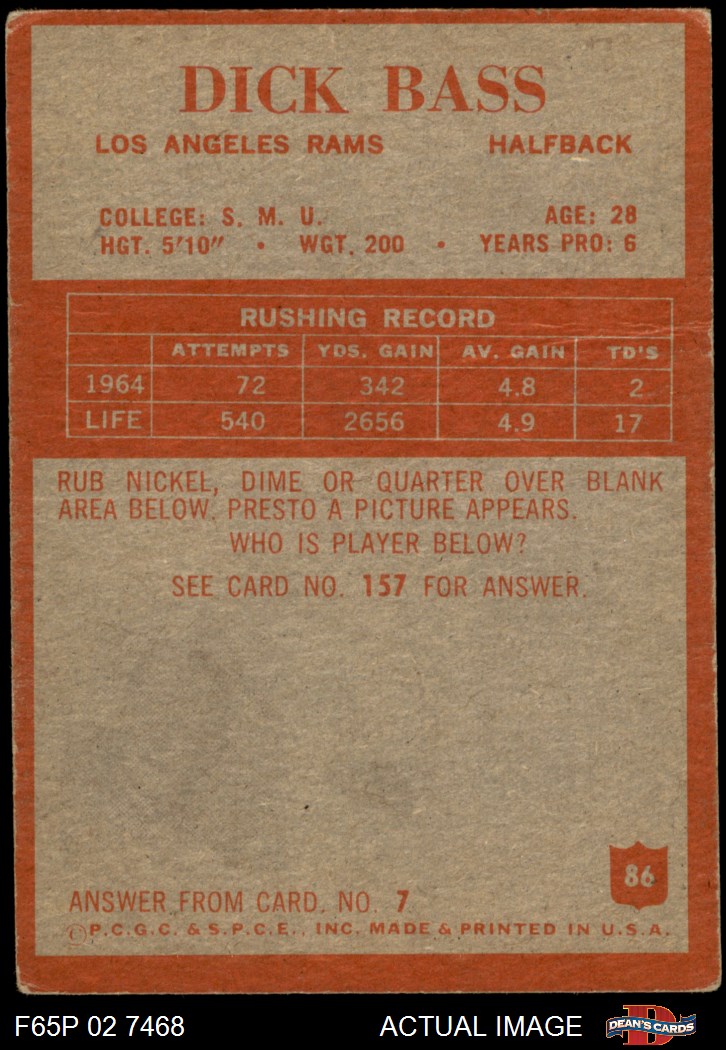 DICK BASS
LOS ANGELES RAMS HALFBACK
COLLEGE: S. M. U. AGE: 28
HGT. 5'10" • WGT. 200 • YEARS PRO: 6
RUSHING RECORD
ATTEMPTS YDS. GAIN AV. GAIN TD'S
1964 72 342 4.8 2
LIFE 540 2656 4.9 17
RUB NICKEL, DIME OR QUARTER OVER BLANK
AREA BELOW. PRESTO A PICTURE APPEARS.
WHO IS PLAYER BELOW?
SEE CARD NO. 157 FOR ANSWER.
86
ANSWER FROM CARD. NO. 7
©P.C.G.C. & S.P.C.E., INC. MADE & PRINTED IN U.S.A.
F65P 02 7468 ACTUAL IMAGE D DEAN'S CARDS